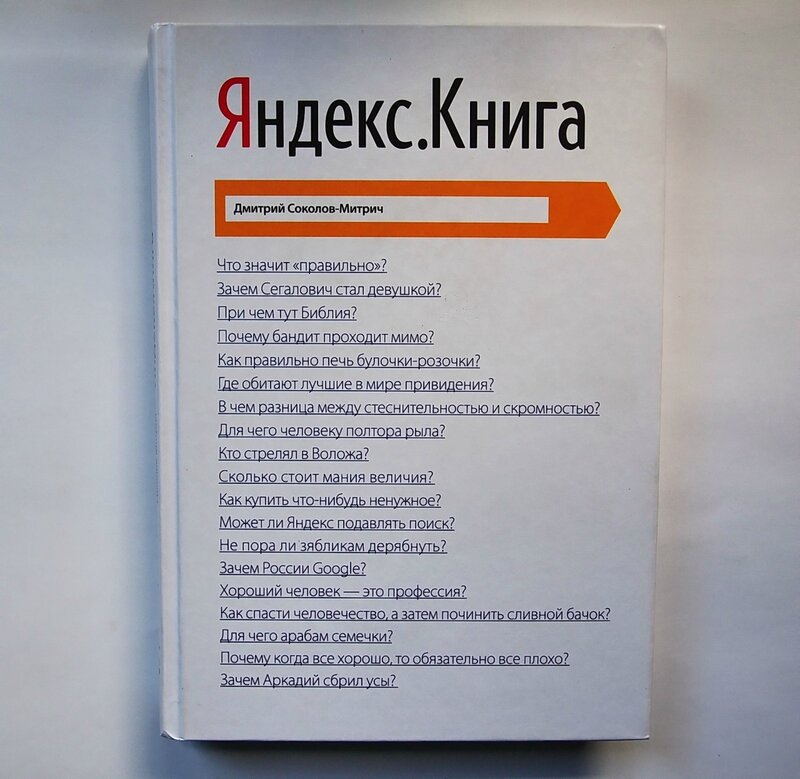 Яндекс.Книга
Дмитрий Соколов-Митрич
Что значит «правильно»?
Зачем Сегалович стал девушкой?
При чем тут Библия?
Почему бандит проходит мимо?
Как правильно печь булочки-розочки?
Где обитают лучшие в мире привидения?
В чем разница между стеснительностью и скромностью?
Для чего человеку полтора рыла?
Кто стрелял в Воложа?
Сколько стоит мания величия?
Как купить что-нибудь ненужное?
Может ли Яндекс подавлять поиск?
Не пора ли зябликам дерябнуть?
Зачем России Google?
Хороший человек — это профессия?
Как спасти человечество, а затем починить сливной бачок?
Для чего арабам семечки?
Почему когда все хорошо, то обязательно все плохо?
Зачем Аркадий сбрил усы?